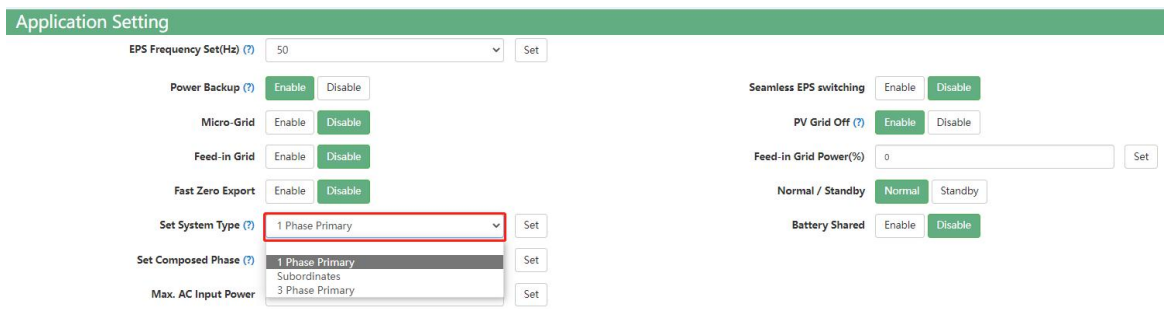 Application Setting
EPS Frequency Set(Hz) (?) 50 Set
Power Backup (?) Enable Disable Seamless EPS switching Enable Disable
Micro-Grid Enable Disable PV Grid Off (?) Enable Disable
Feed-in Grid Enable Disable Feed-in Grid Power(%) 0 Set
Fast Zero Export Enable Disable Normal / Standby Normal Standby
Set System Type (?) 1 Phase Primary Set Battery Shared Enable Disable
Set Composed Phase (?) 1 Phase Primary Set
Subordinates
Max. AC Input Power 3 Phase Primary Set